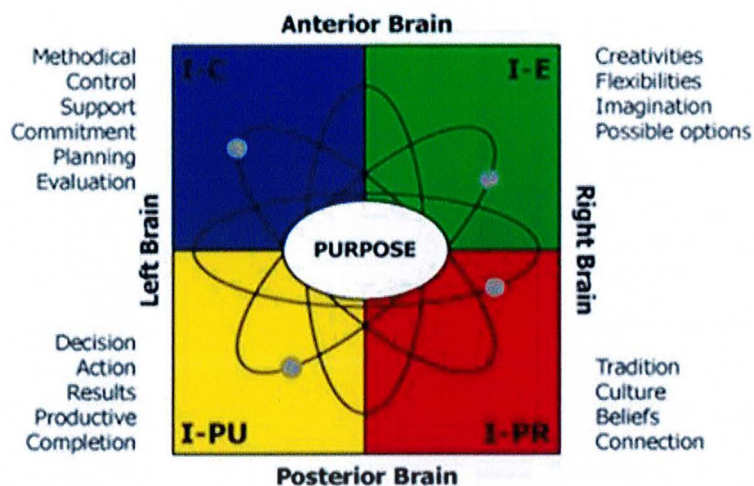 Anterior Brain
Methodical
Control
Support
Commitment
Planning
Evaluation
I-C
I-E
Creativities
Flexibilities
Imagination
Possible options
Left Brain
PURPOSE
Right Brain
Decision
Action
Results
Productive
Completion
I-PU
I-PR
Tradition
Culture
Beliefs
Connection
Posterior Brain